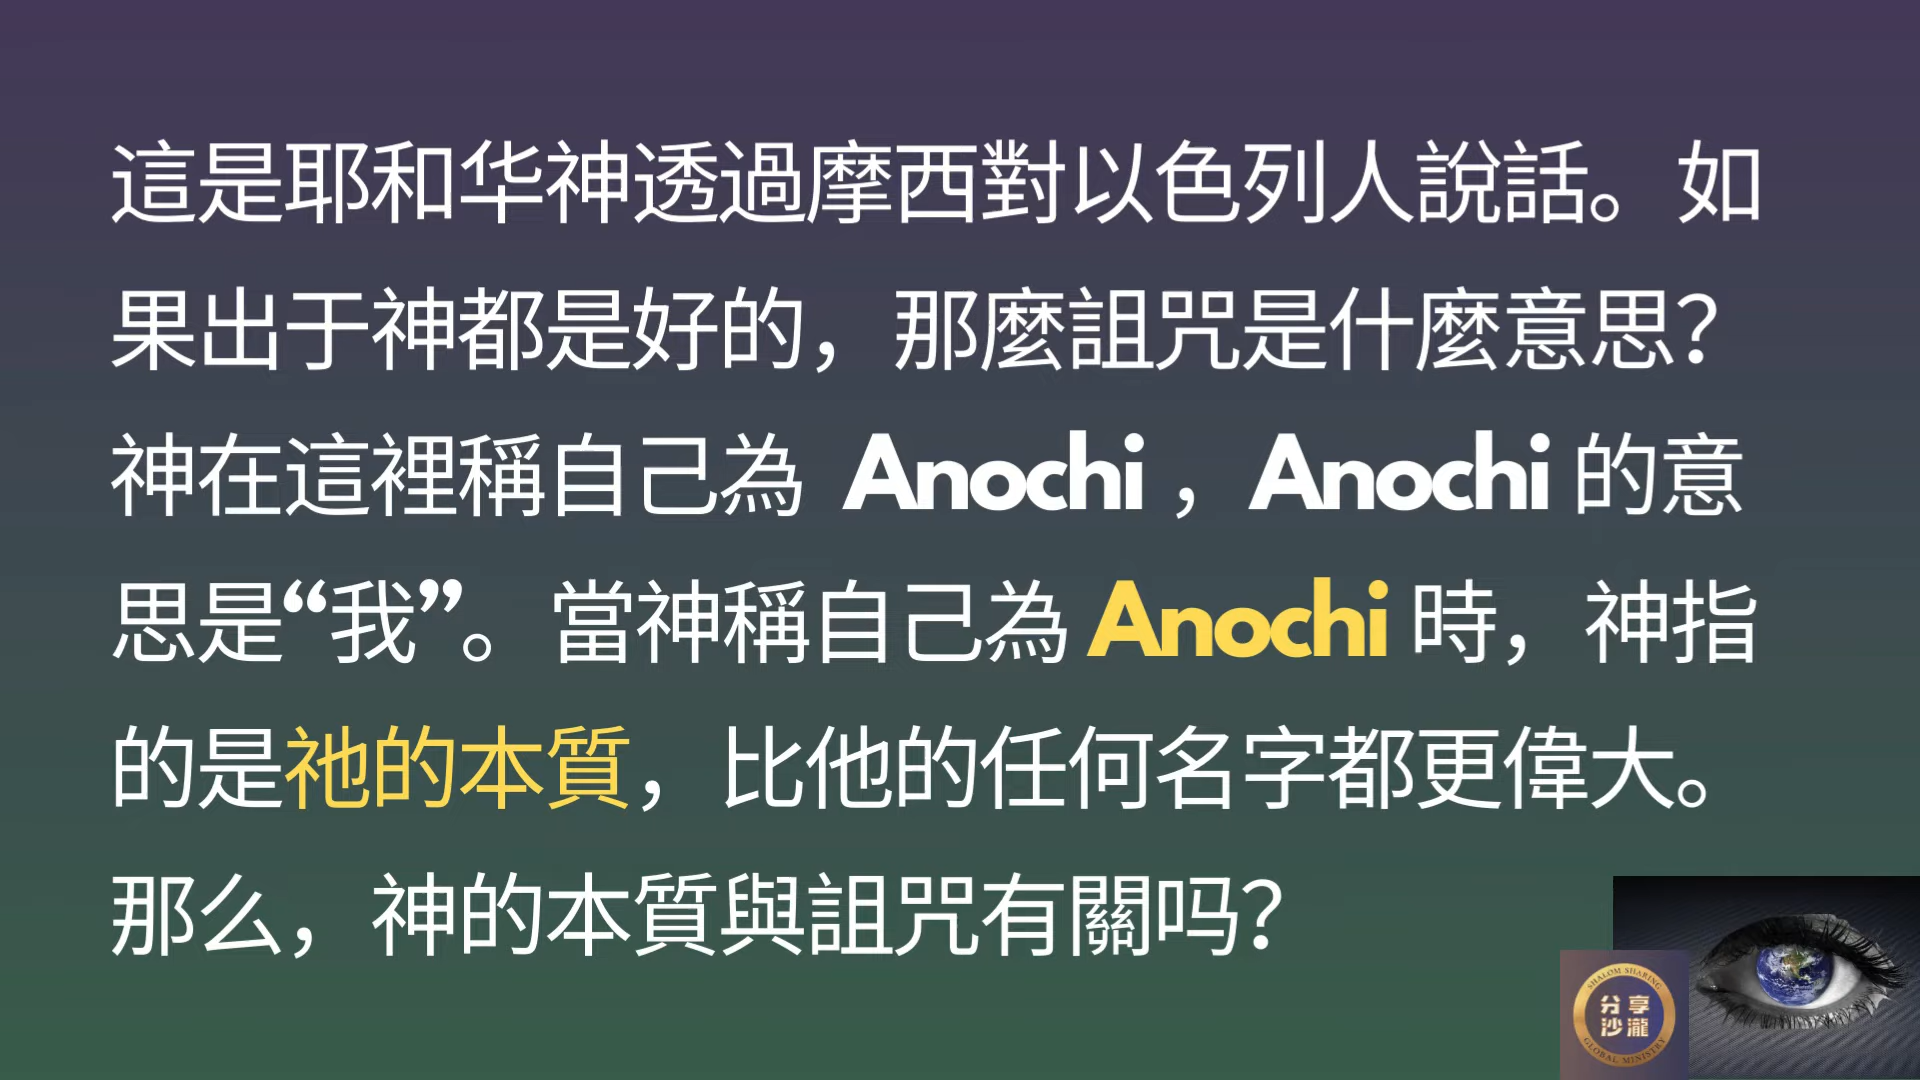 這是耶和华神透過摩西對以色列人說話。如
果出于神都是好的，那麼詛咒是什麼意思?
神在這裡稱自己為 Anochi ，Anochi 的意
思是“我”。當神稱自己為 Anochi 時，神指
的是祂的本質，比他的任何名字都更偉大。
那么，神的本質與詛咒有關吗?
SHALOM SHARING
分享
沙瀧
GLOBAL MINISTRY